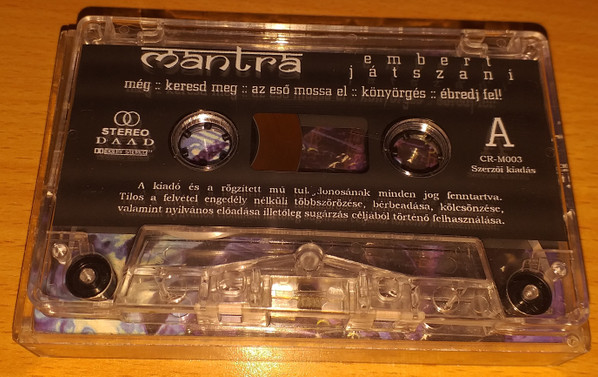 mantra
embert
játszani
még :: keresd meg :: az eső mossa el :: könyörgés :: ébredj fel!
STEREO
DAAD
DOLBY SYSTEM
A
CR-M003
Szerzői kiadás
A kiadó és a rögzített mű tulajdonosának minden jog fenntartva.
Tilos a felvétel engedély nélküli többszörözése, bérbeadása, kölcsönzése,
valamint nyilvános előadása illetőleg sugárzás céljából történő felhasználása.